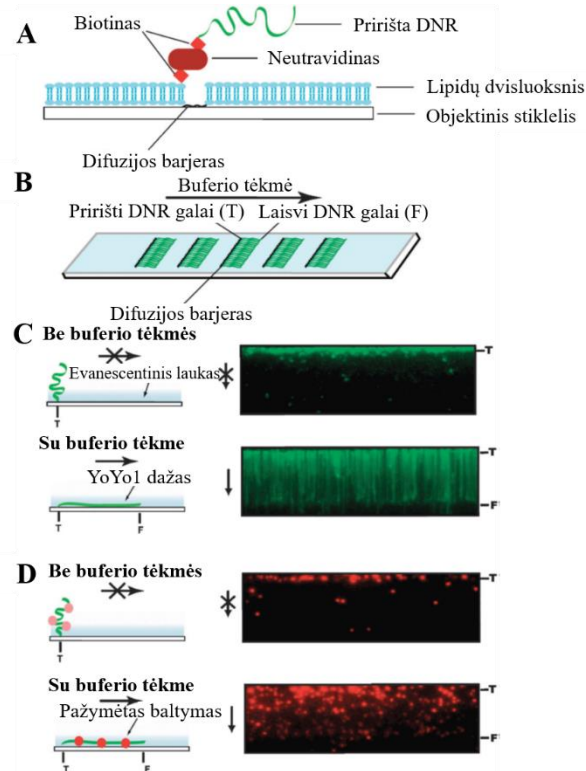 A
Biotinas
Pririšta DNR
Neutravidinas
Lipidų dvisluoksnis
Objektinis stiklelis
Difuzijos barjeras
B
Buferio tėkmė
Pririšti DNR galai (T)
Laisvi DNR galai (F)
Difuzijos barjeras
C
Be buferio tėkmės
Evanescentinis laukas
T
T
Su buferio tėkme
YoYo1 dažas
T
F
T
F
D
Be buferio tėkmės
T
T
Su buferio tėkme
Pažymėtas baltymas
T
F
T
F